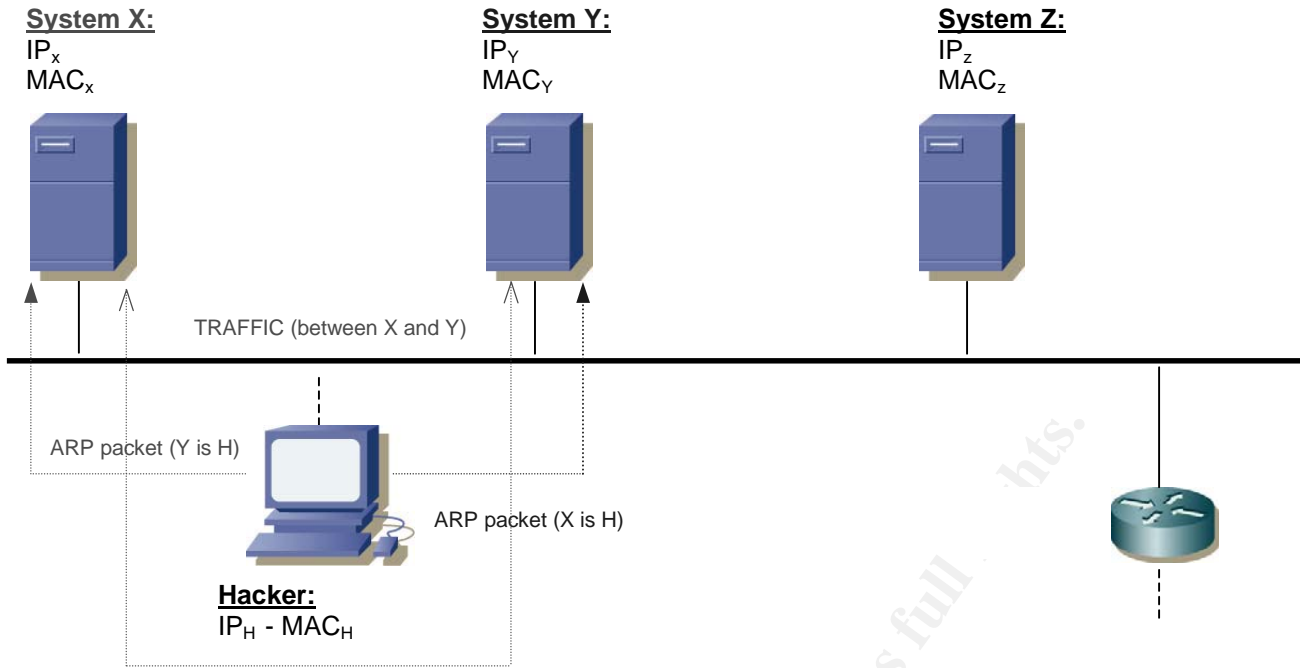 System X:
IPx
MACx
System Y:
IPY
MACY
System Z:
IPz
MACz
TRAFFIC (between X and Y)
ARP packet (Y is H)
ARP packet (X is H)
Hacker:
IPH - MACH
full